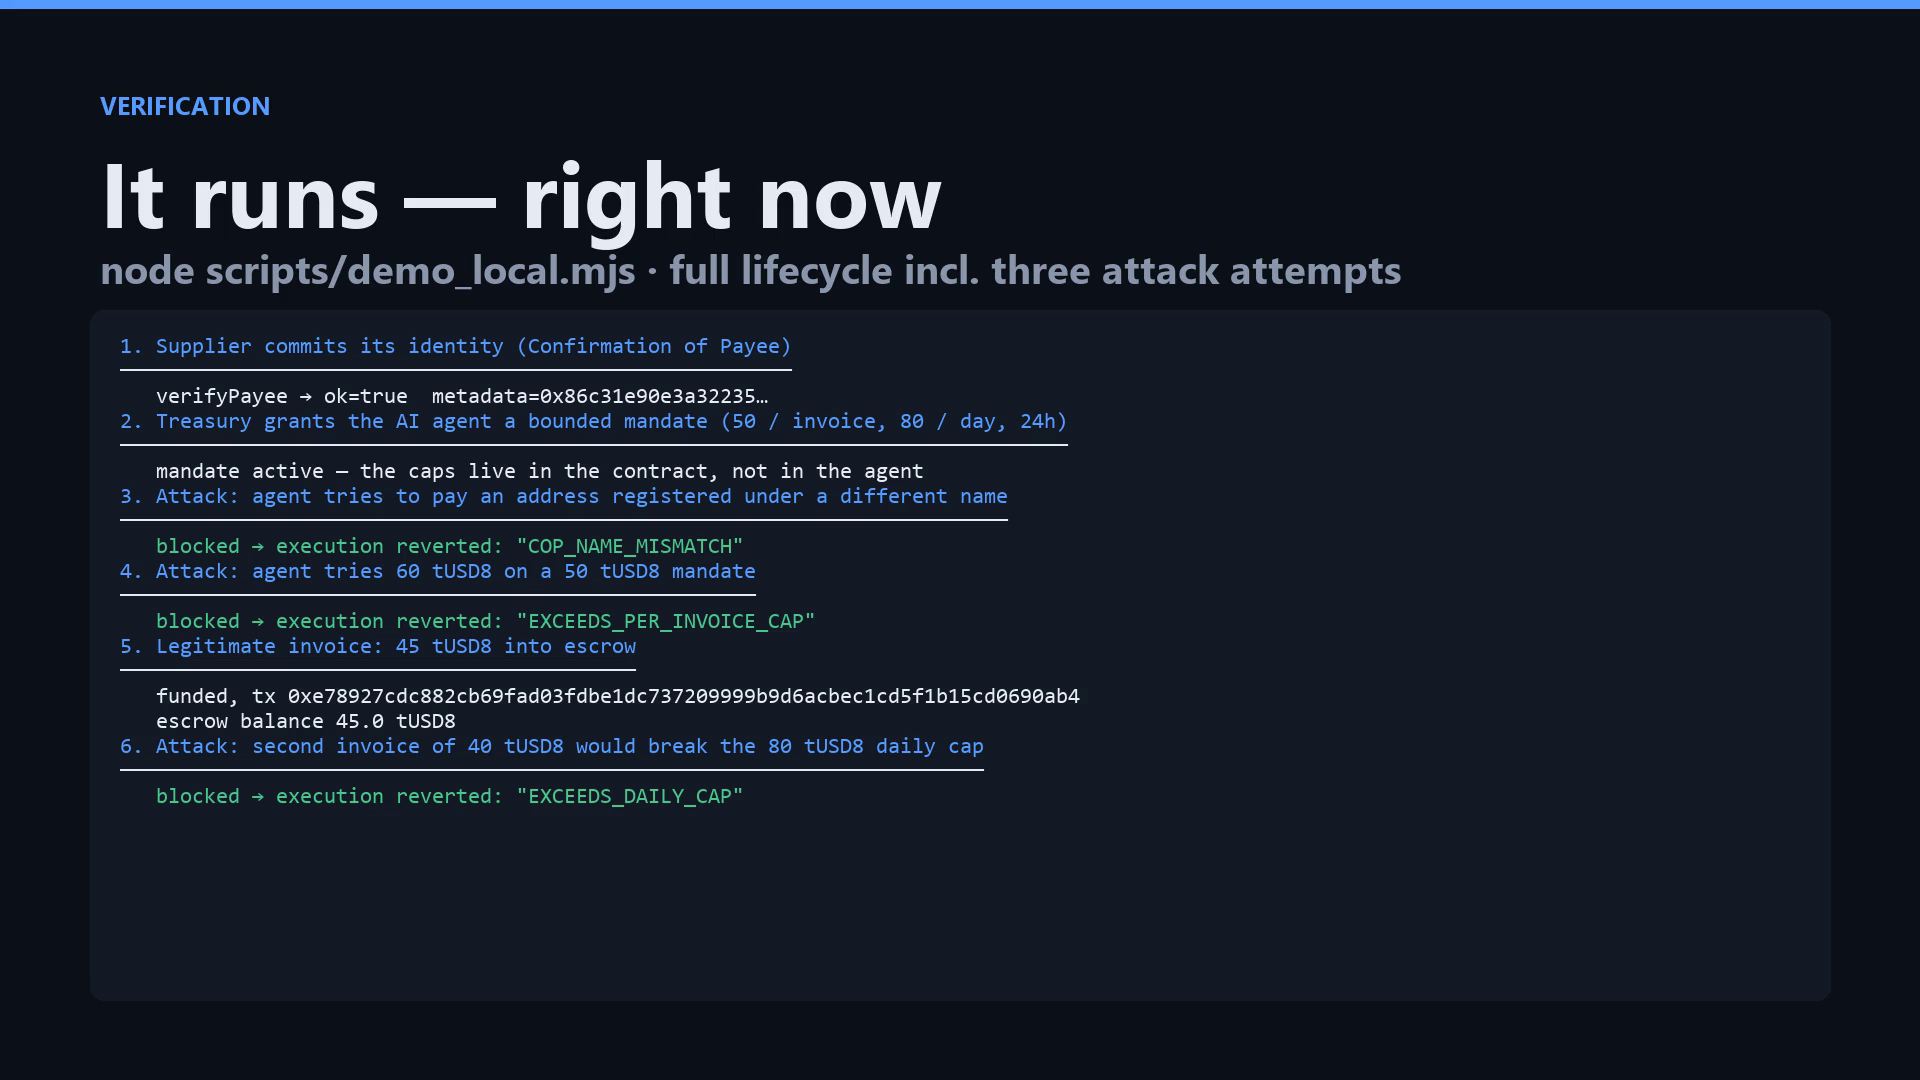 VERIFICATION
It runs — right now
node scripts/demo_local.mjs · full lifecycle incl. three attack attempts
1. Supplier commits its identity (Confirmation of Payee)
verifyPayee → ok=true  metadata=0x86c31e90e3a32235…
2. Treasury grants the AI agent a bounded mandate (50 / invoice, 80 / day, 24h)
mandate active — the caps live in the contract, not in the agent
3. Attack: agent tries to pay an address registered under a different name
blocked → execution reverted: "COP_NAME_MISMATCH"
4. Attack: agent tries 60 tUSD8 on a 50 tUSD8 mandate
blocked → execution reverted: "EXCEEDS_PER_INVOICE_CAP"
5. Legitimate invoice: 45 tUSD8 into escrow
funded, tx 0xe78927cdc882cb69fad03fdbe1dc737209999b9d6acbec1cd5f1b15cd0690ab4
escrow balance 45.0 tUSD8
6. Attack: second invoice of 40 tUSD8 would break the 80 tUSD8 daily cap
blocked → execution reverted: "EXCEEDS_DAILY_CAP"